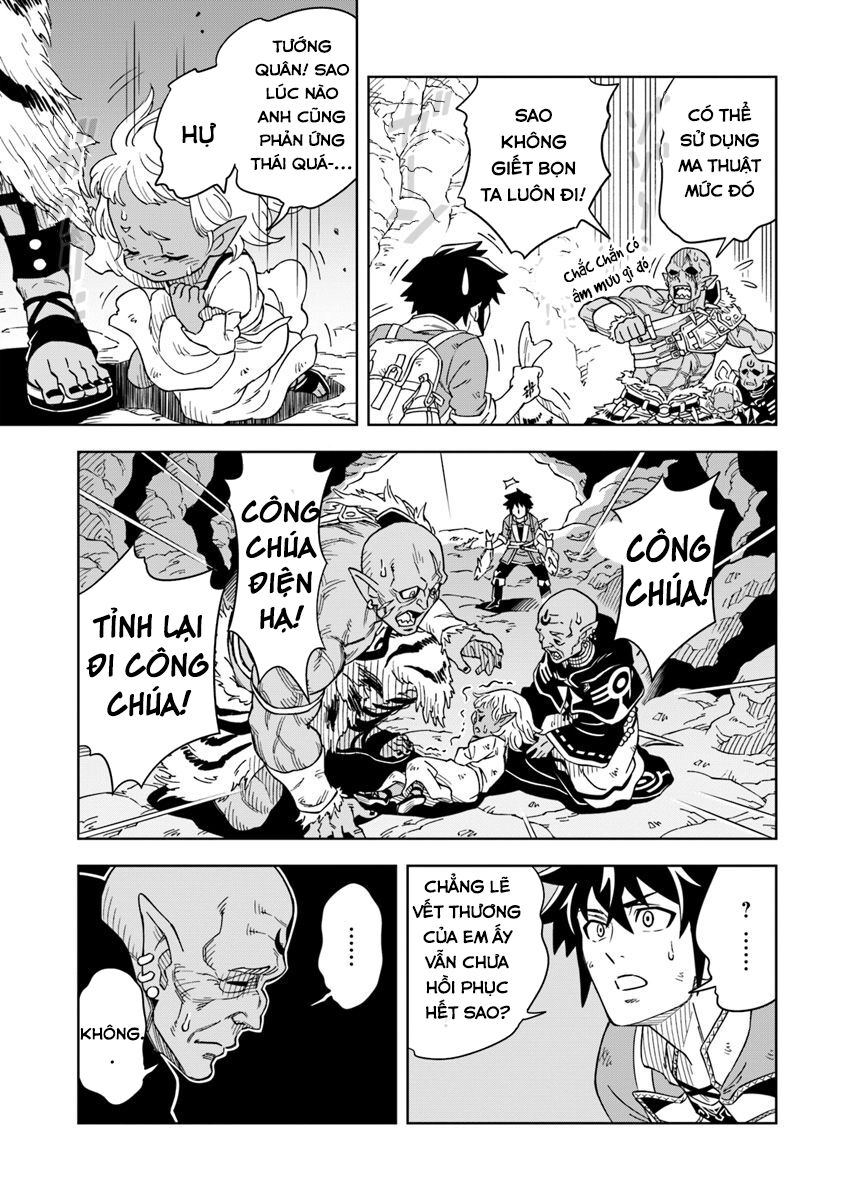 CÓ THỂ
SỬ DỤNG
MA THUẬT
MỨC ĐÓ
SAO
KHÔNG
GIẾT BỌN
TA LUÔN ĐI!
Chắc Chắn có
âm mưu gì đó
TƯỚNG
QUÂN! SAO
LÚC NÀO
ANH CŨNG
PHẢN ỨNG
THÁI QUÁ-...
HỰ
CÔNG
CHÚA!
CÔNG
CHÚA
ĐIỆN
HẠ!
TỈNH LẠI
ĐI CÔNG
CHÚA!
?
......
CHẲNG LẼ
VẾT THƯƠNG
CỦA EM ẤY
VẪN CHƯA
HỒI PHỤC
HẾT SAO?
......
KHÔNG.
.